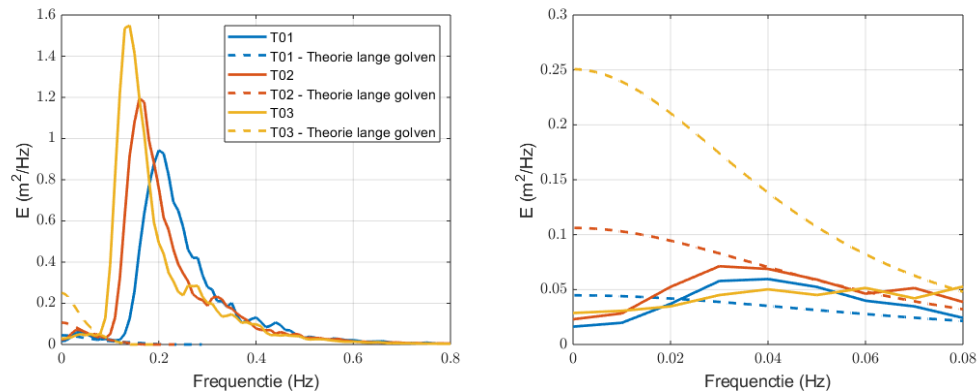 1.6
1.4
1.2
1
0.8
0.6
0.4
0.2
0
E (m²/Hz)
0 0.2 0.4 0.6 0.8
Frequenctie (Hz)
T01
T01 - Theorie lange golven
T02
T02 - Theorie lange golven
T03
T03 - Theorie lange golven
0.3
0.25
0.2
0.15
0.1
0.05
0
E (m²/Hz)
0 0.02 0.04 0.06 0.08
Frequenctie (Hz)